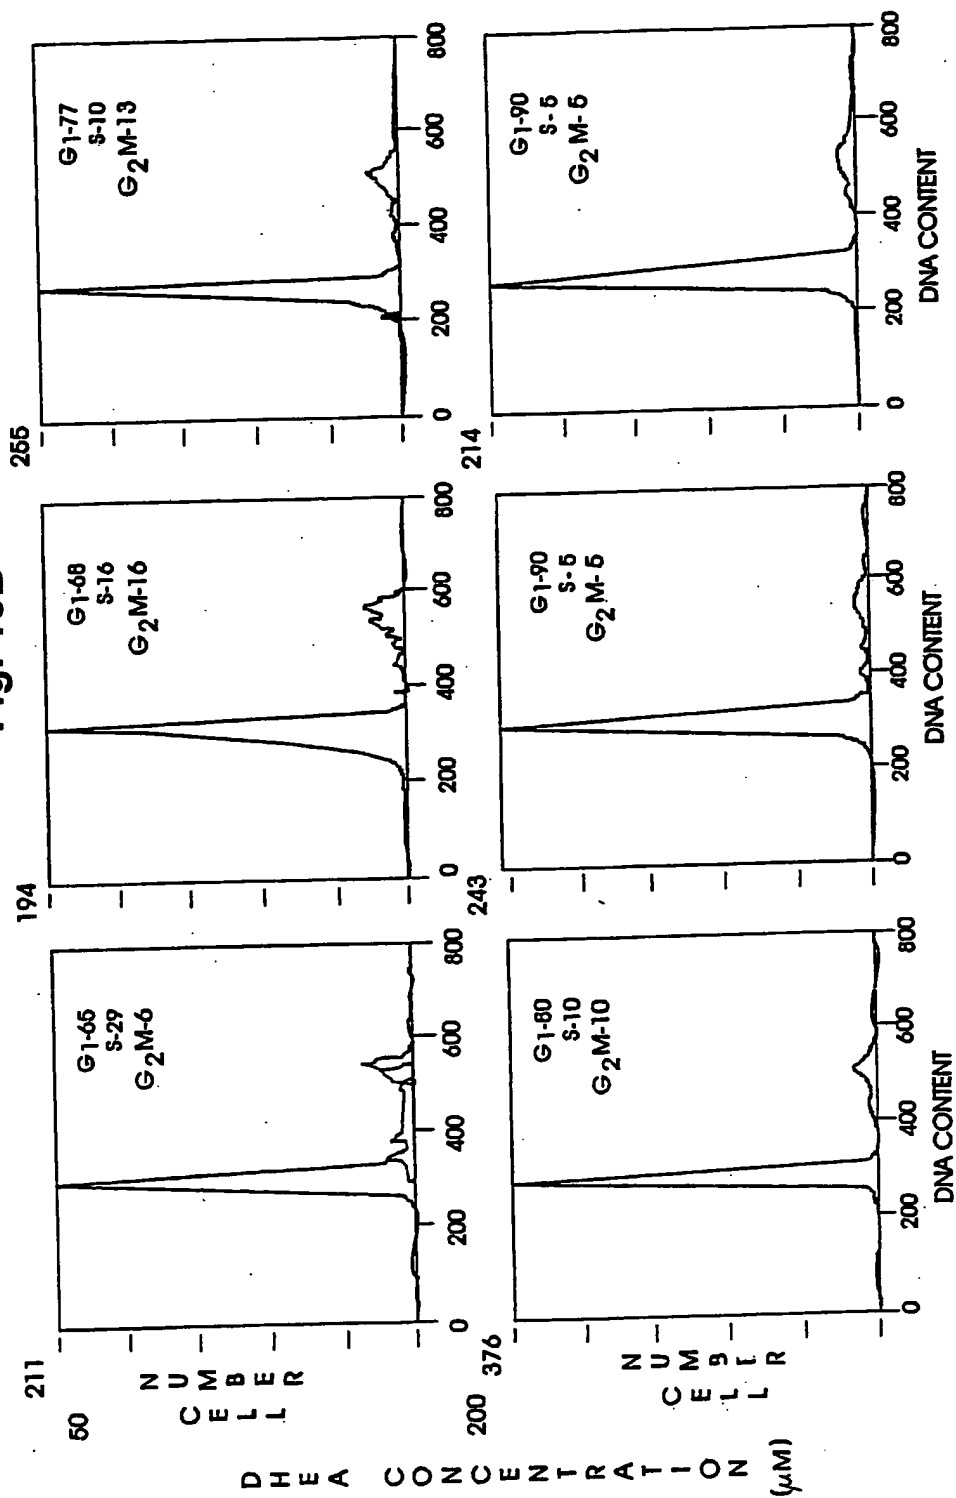 Fig.
211
194
255
50
CELL NUMBER
G1-65
S-29
G2M-6
G1-68
S-16
G2M-16
G1-77
S-10
G2M-13
0 200 400 600 800
0 200 400 600 800
0 200 400 600 800
376
243
214
200
CELL NUMBER
G1-80
S-10
G2M-10
G1-90
S-5
G2M-5
G1-90
S-5
G2M-5
0 200 400 600 800
0 200 400 600 800
0 200 400 600 800
DNA CONTENT
DNA CONTENT
DNA CONTENT
DHEA CONCENTRATION
(μM)